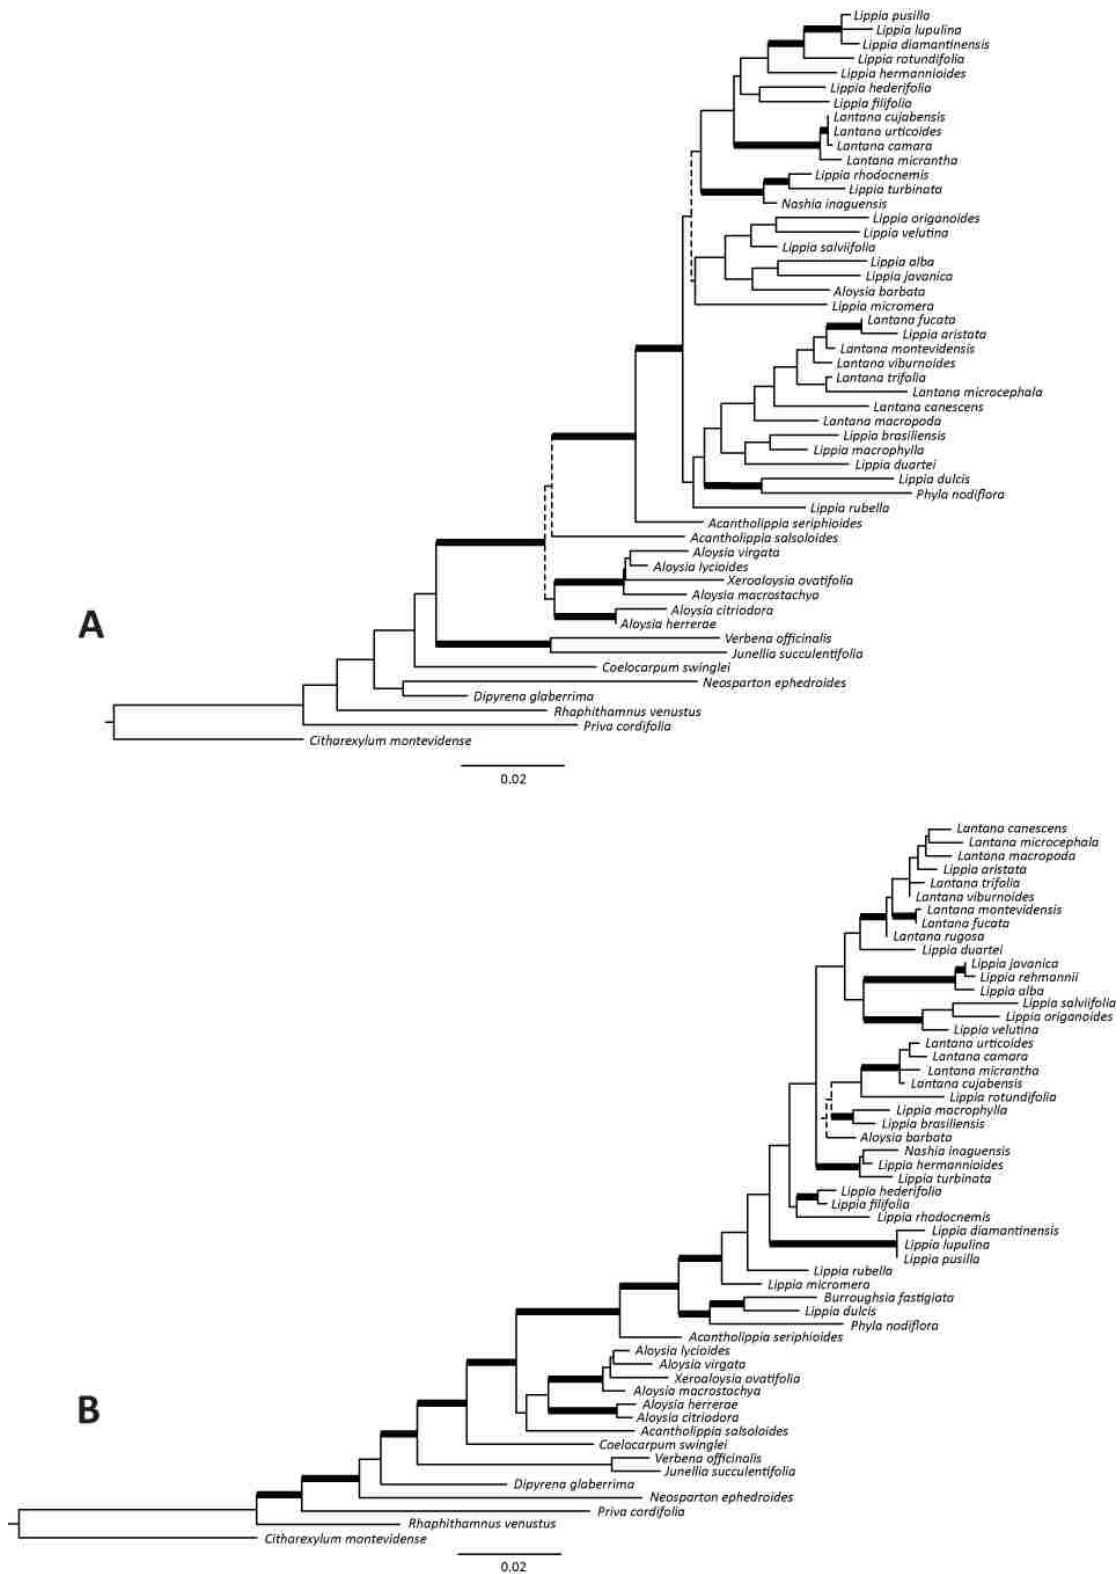 Lippia pusilla
Lippia lupulina
Lippia diamantinensis
Lippia rotundifolia
Lippia hermannioides
Lippia hederifolia
Lippia filifolia
Lantana cujabensis
Lantana urticoides
Lantana camara
Lantana micrantha
Lippia rhodocnemis
Lippia turbinata
Nashia inaguensis
Lippia origanoides
Lippia velutina
Lippia salviifolia
Lippia alba
Lippia javanica
Aloysia barbata
Lippia micromera
Lantana fucata
Lippia aristata
Lantana montevidensis
Lantana viburnoides
Lantana trifolia
Lantana microcephala
Lantana canescens
Lantana macropoda
Lippia brasiliensis
Lippia macrophylla
Lippia duartei
Lippia dulcis
Phyla nodiflora
Lippia rubella
Acantholippia seriphioides
Acantholippia salsoloides
Aloysia virgata
Aloysia lycioides
Xeroaloysia ovatifolia
Aloysia macrostachya
Aloysia citriodora
Aloysia herrerae
A
Verbena officinalis
Junellia succulentifolia
Coelocarpum swinglei
Neosparton ephedroides
Dipyrena glaberrima
Rhaphithamnus venustus
Priva cordifolia
Citharexylum montevidense
0.02
Lantana canescens
Lantana microcephala
Lantana macropoda
Lippia aristata
Lantana trifolia
Lantana viburnoides
Lantana montevidensis
Lantana fucata
Lantana rugosa
Lippia duartei
Lippia javanica
Lippia rehmannii
Lippia alba
Lippia salviifolia
Lippia origanoides
Lippia velutina
Lantana urticoides
Lantana camara
Lantana micrantha
Lantana cujabensis
Lippia rotundifolia
Lippia macrophylla
Lippia brasiliensis
Aloysia barbata
Nashia inaguensis
Lippia hermannioides
Lippia turbinata
Lippia hederifolia
Lippia filifolia
Lippia rhodocnemis
Lippia diamantinensis
Lippia lupulina
Lippia pusilla
Lippia rubella
Lippia micromera
Burroughsia fastigiata
Lippia dulcis
Phyla nodiflora
Acantholippia seriphioides
Aloysia lycioides
Aloysia virgata
Xeroaloysia ovatifolia
Aloysia macrostachya
Aloysia herrerae
B
Aloysia citriodora
Acantholippia salsoloides
Coelocarpum swinglei
Verbena officinalis
Junellia succulentifolia
Dipyrena glaberrima
Neosparton ephedroides
Priva cordifolia
Rhaphithamnus venustus
Citharexylum montevidense
0.02